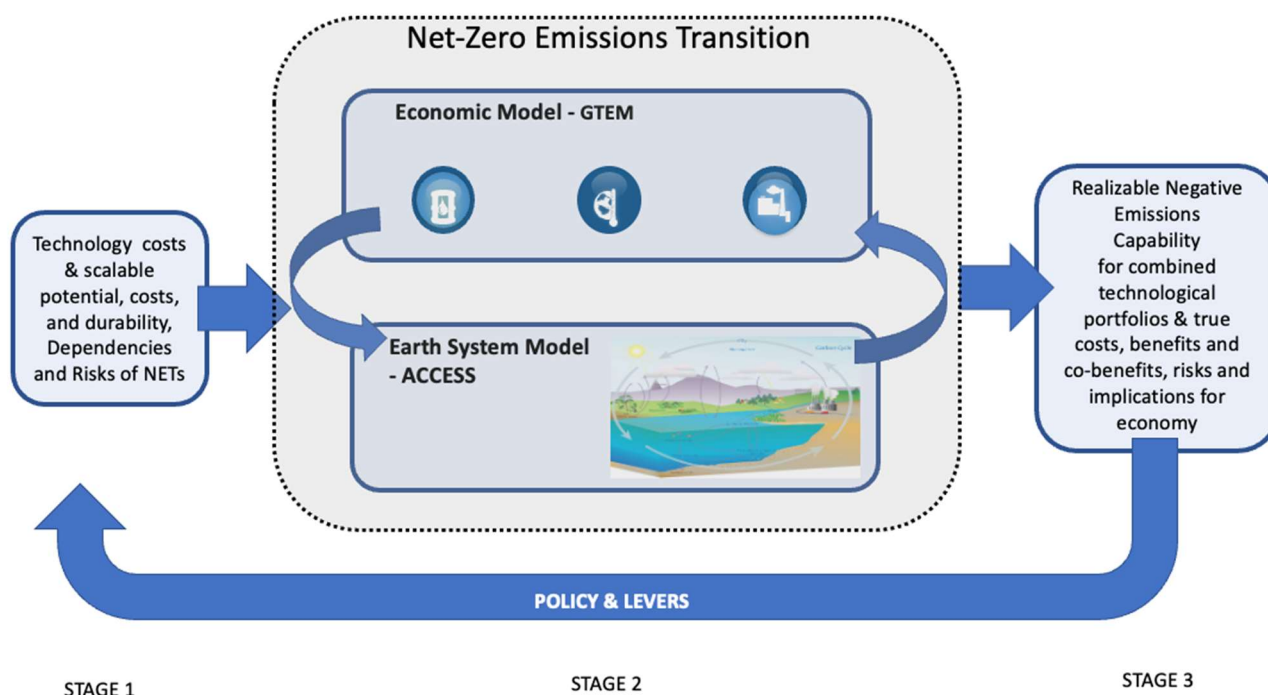 Net-Zero Emissions Transition
Economic Model - GTEM
Technology costs
& scalable
potential, costs,
and durability,
Dependencies
and Risks of NETs
Earth System Model
- ACCESS
Carbon Cycle
Realizable Negative
Emissions
Capability
for combined
technological
portfolios & true
costs, benefits and
co-benefits, risks and
implications for
economy
POLICY & LEVERS
STAGE 1
STAGE 2
STAGE 3